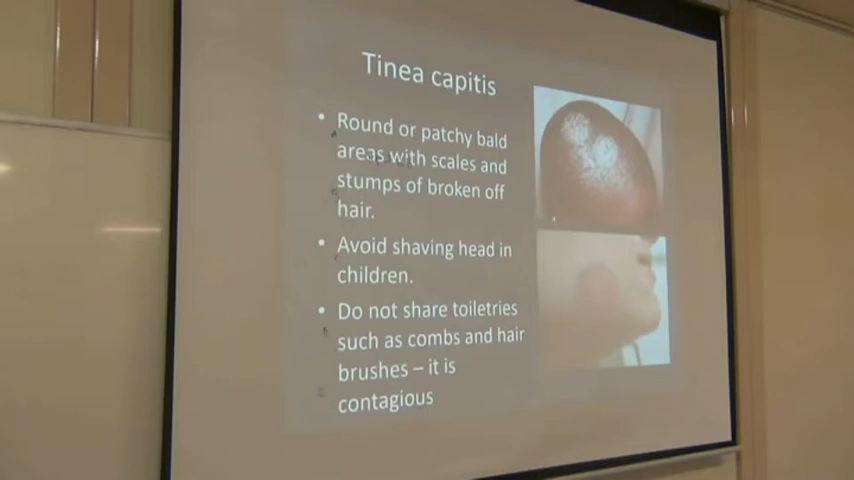 Tinea capitis
• Round or patchy bald
areas with scales and
stumps of broken off
hair.
• Avoid shaving head in
children.
• Do not share toiletries
such as combs and hair
brushes – it is
contagious